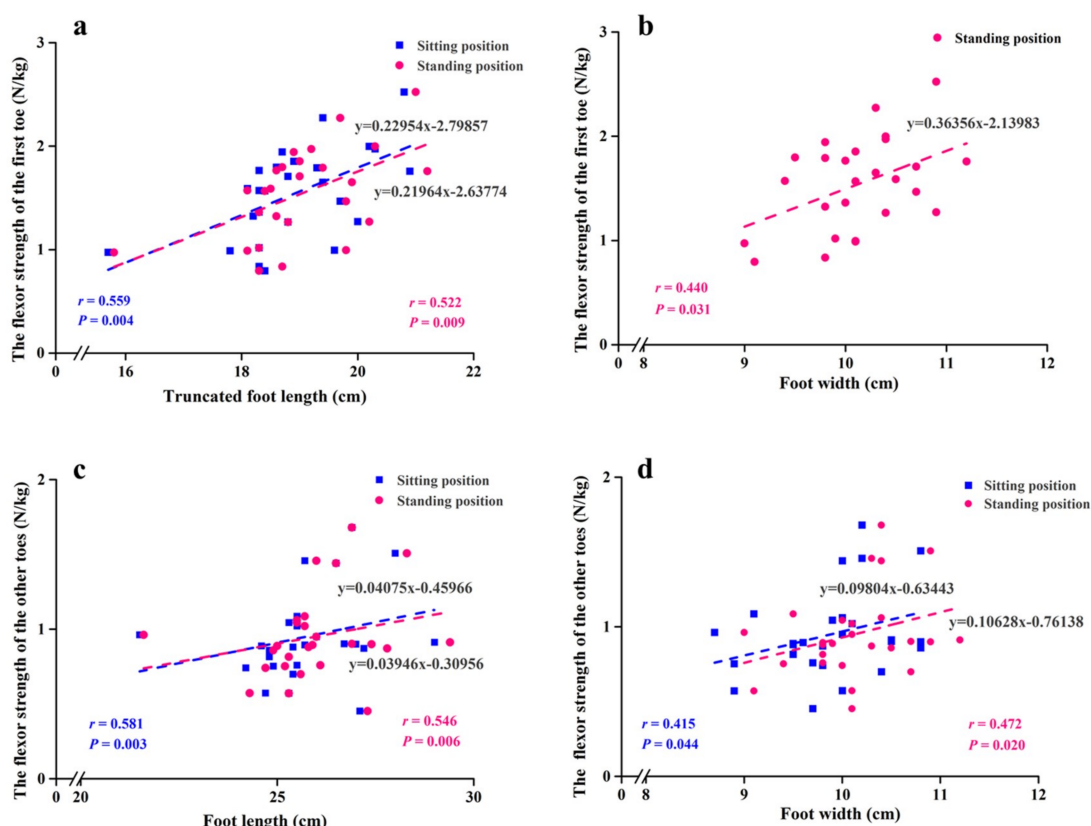 a
The flexor strength of the first toe (N/kg)
3
2
1
0
Sitting position
Standing position
y=0.22954x-2.79857
y=0.21964x-2.63774
r = 0.559
P = 0.004
r = 0.522
P = 0.009
0 16 18 20 22
Truncated foot length (cm)
b
The flexor strength of the first toe (N/kg)
3
2
1
0
Standing position
y=0.36356x-2.13983
r = 0.440
P = 0.031
0 8 9 10 11 12
Foot width (cm)
c
The flexor strength of the other toes (N/kg)
2
1
0
Sitting position
Standing position
y=0.04075x-0.45966
y=0.03946x-0.30956
r = 0.581
P = 0.003
r = 0.546
P = 0.006
0 20 25 30
Foot length (cm)
d
The flexor strength of the other toes (N/kg)
2
1
0
Sitting position
Standing position
y=0.09804x-0.63443
y=0.10628x-0.76138
r = 0.415
P = 0.044
r = 0.472
P = 0.020
0 8 9 10 11 12
Foot width (cm)